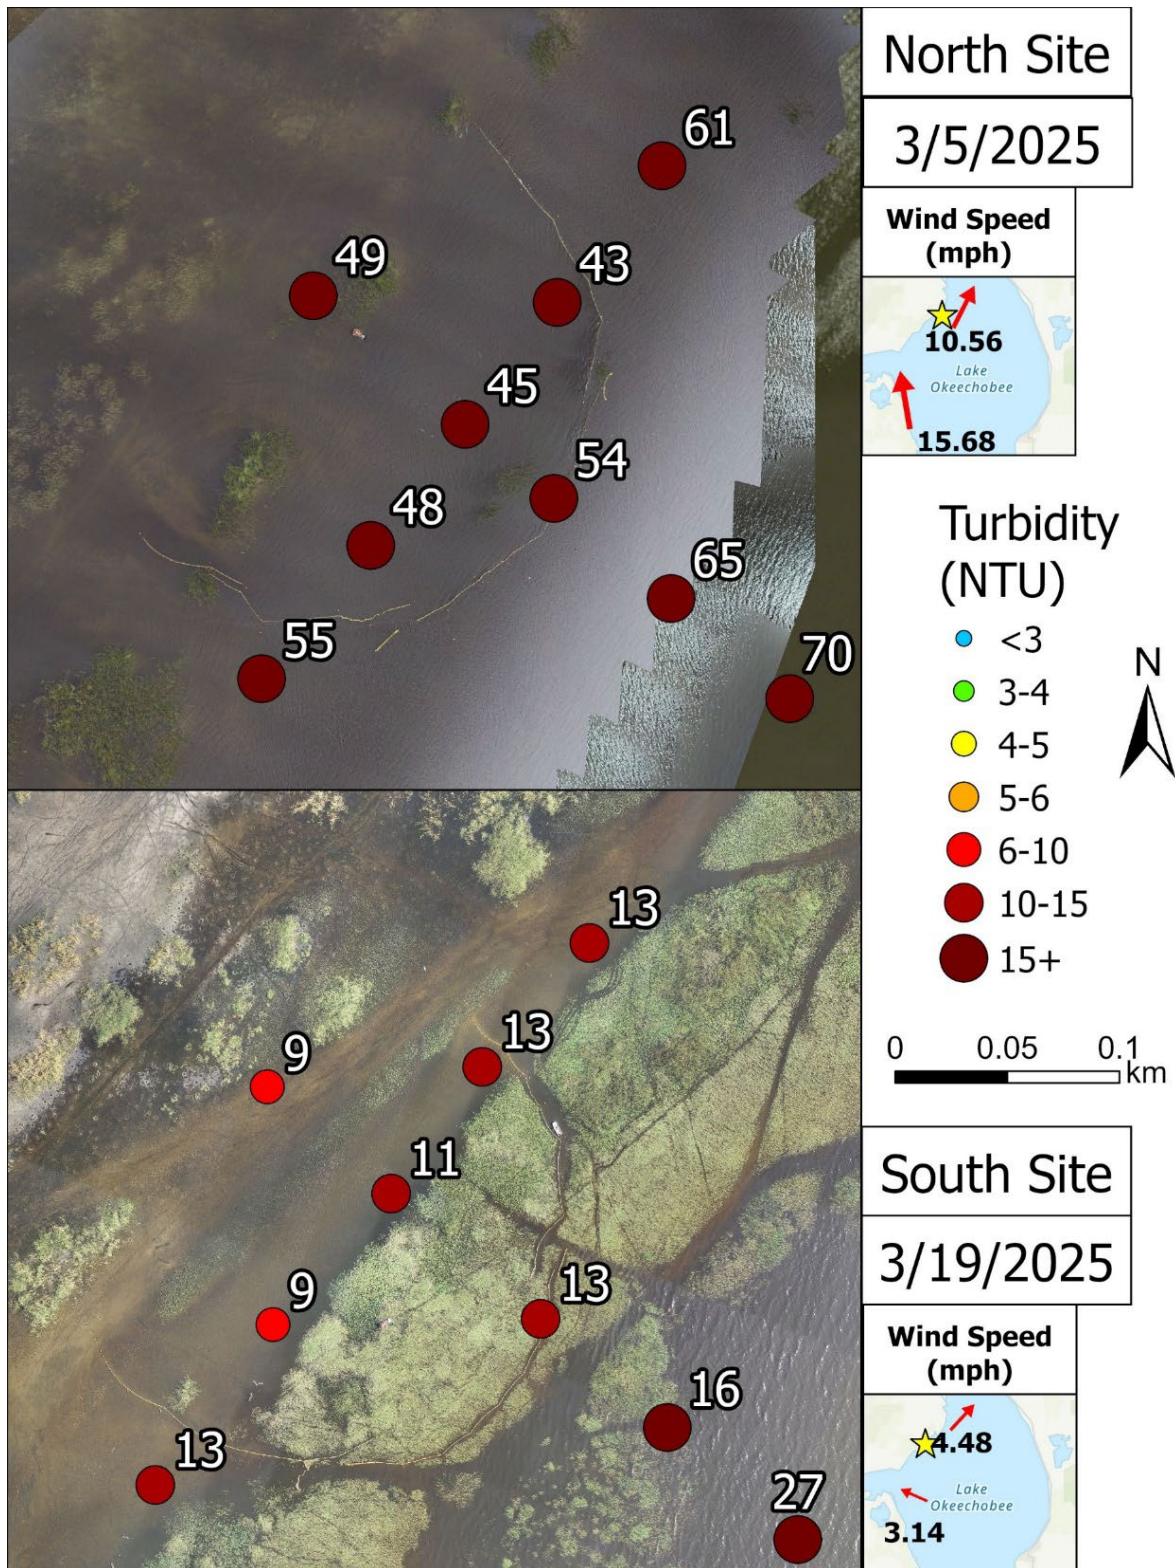 North Site
3/5/2025
Wind Speed
(mph)
10.56
Lake
Okeechobee
15.68
61
49
43
45
54
48
65
55
70
Turbidity
(NTU)
<3
3-4
4-5
5-6
6-10
10-15
15+
N
0 0.05 0.1
km
13
13
9
11
9
13
16
13
27
South Site
3/19/2025
Wind Speed
(mph)
4.48
Lake
Okeechobee
3.14